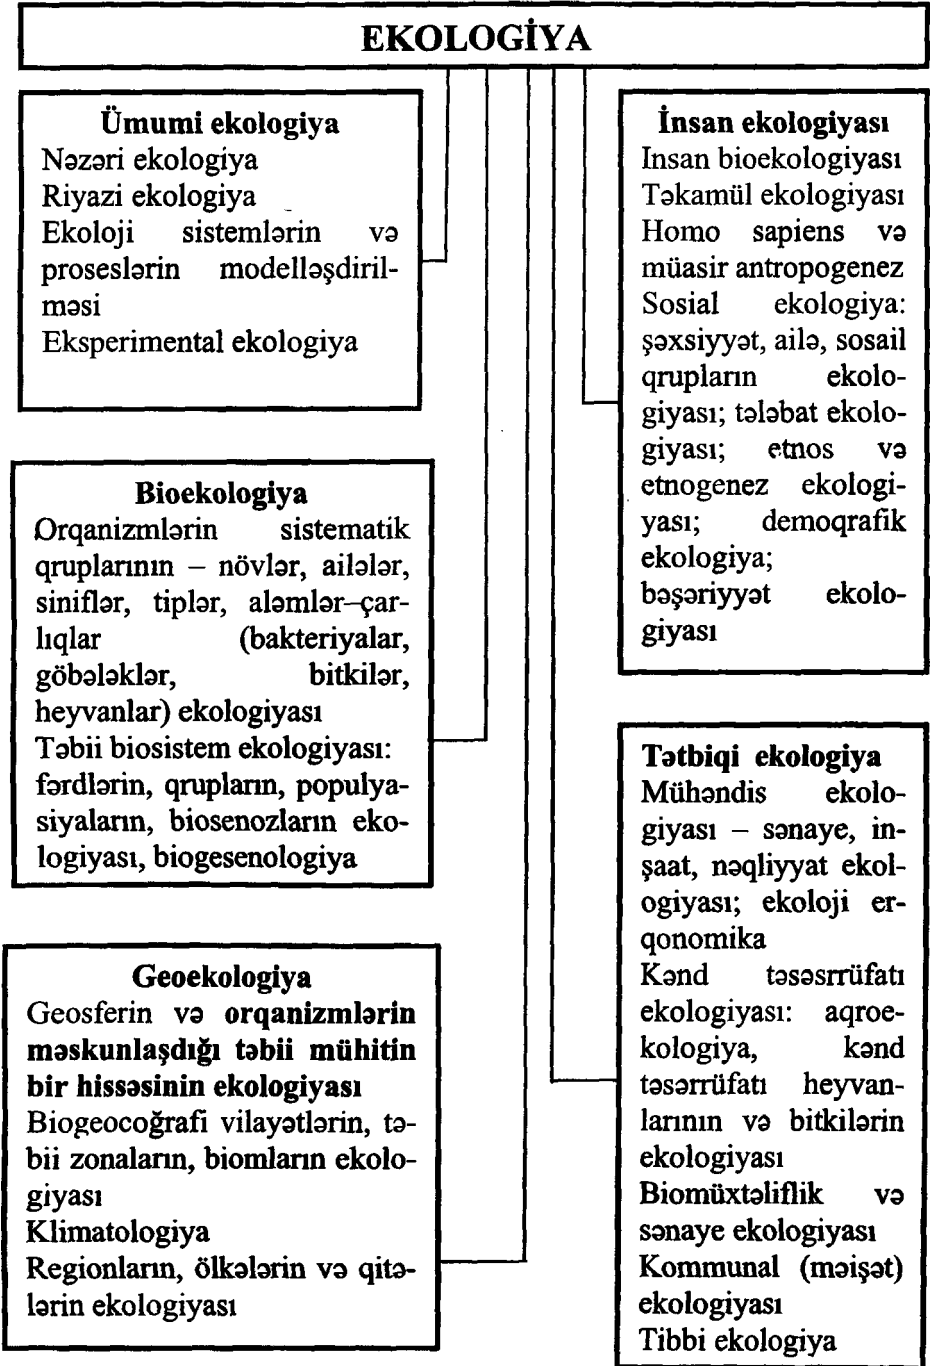 EKOLOGİYA
Ümumi ekologiya
Nəzəri ekologiya
Riyazi ekologiya
Ekoloji sistemlərin və
proseslərin modelləşdiril-
məsi
Eksperimental ekologiya
Bioekologiya
Orqanizmlərin sistematik
qruplarının – növlər, ailələr,
siniflər, tiplər, aləmlər–çar-
lıqlar (bakteriyalar,
göbələklər, bitkilər,
heyvanlar) ekologiyası
Təbii biosistem ekologiyası:
fərdlərin, qrupların, populya-
siyaların, biosenozların eko-
logiyası, biogesenologiya
Geoekologiya
Geosferin və orqanizmlərin
məskunlaşdığı təbii mühitin
bir hissəsinin ekologiyası
Biogeocoğrafi vilayətlərin, tə-
bii zonaların, biomların ekolo-
giyası
Klimatologiya
Regionların, ölkələrin və qitə-
lərin ekologiyası
İnsan ekologiyası
Insan bioekologiyası
Təkamül ekologiyası
Homo sapiens və
müasir antropogenez
Sosial ekologiya:
şəxsiyyət, ailə, sosail
qrupların ekolo-
giyası; tələbat ekolo-
giyası; etnos və
etnogenez ekologi-
yası; demoqrafik
ekologiya;
bəşəriyyət ekolo-
giyası
Tətbiqi ekologiya
Mühəndis ekolo-
giyası – sənaye, in-
şaat, nəqliyyat ekol-
ogiyası; ekoloji er-
qonomika
Kənd təsəsrrüfatı
ekologiyası: aqroe-
kologiya, kənd
təsərrüfatı heyvan-
larının və bitkilərin
ekologiyası
Biomüxtəliflik və
sənaye ekologiyası
Kommunal (məişət)
ekologiyası
Tibbi ekologiya